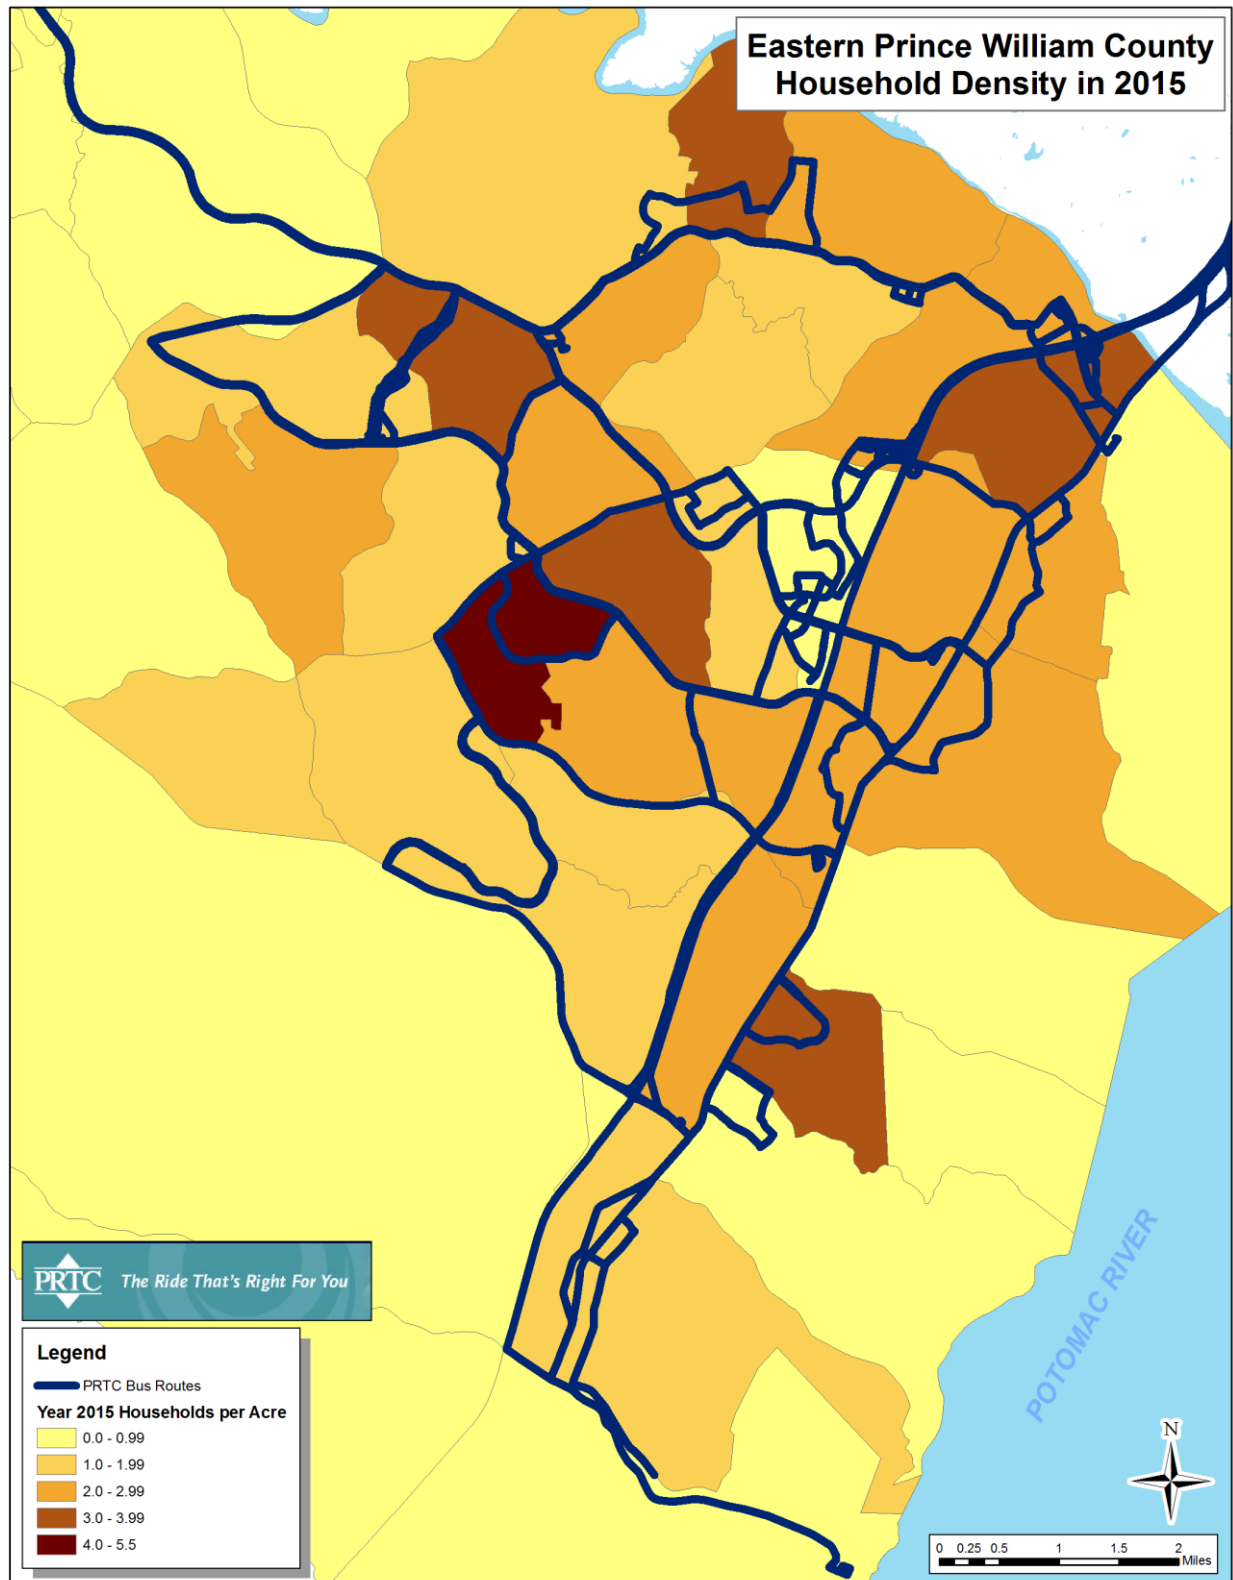 Eastern Prince William County
Household Density in 2015
POTOMAC RIVER
PRTC The Ride That's Right For You
Legend
PRTC Bus Routes
Year 2015 Households per Acre
0.0 - 0.99
1.0 - 1.99
2.0 - 2.99
3.0 - 3.99
4.0 - 5.5
N
0 0.25 0.5 1 1.5 2
Miles